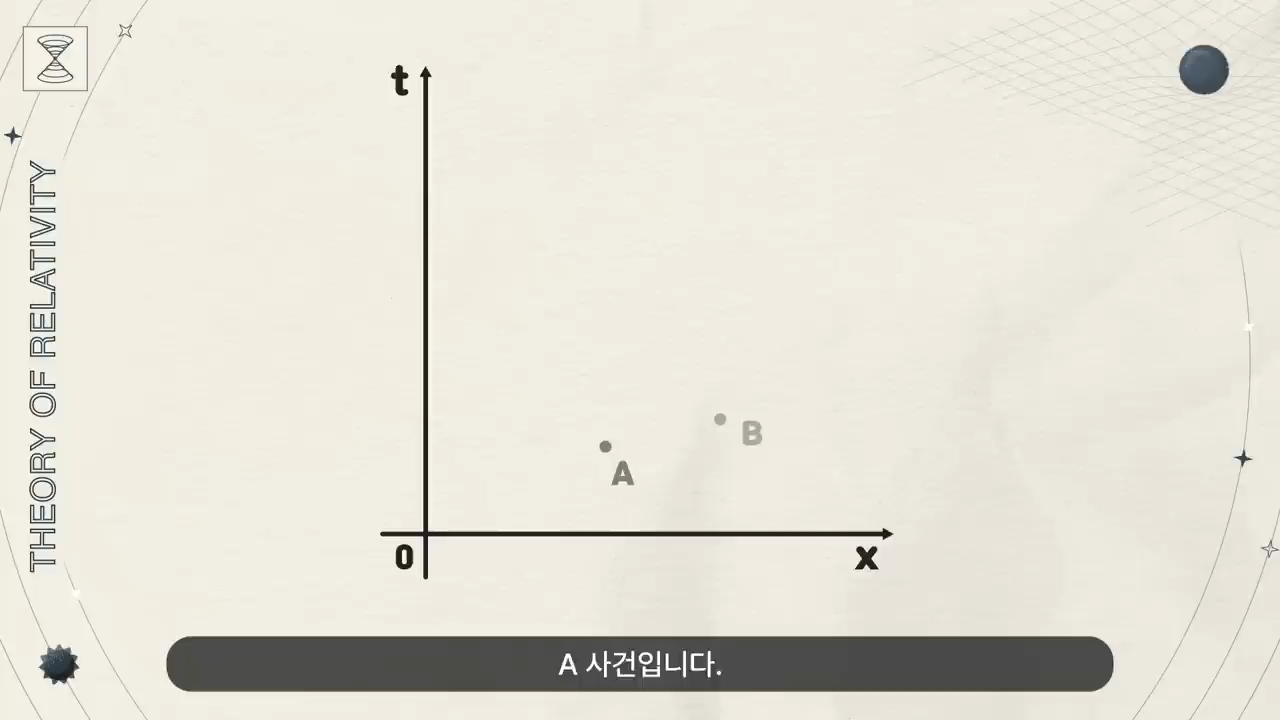 THEORY OF RELATIVITY
t
A
B
0
x
A 사건입니다.